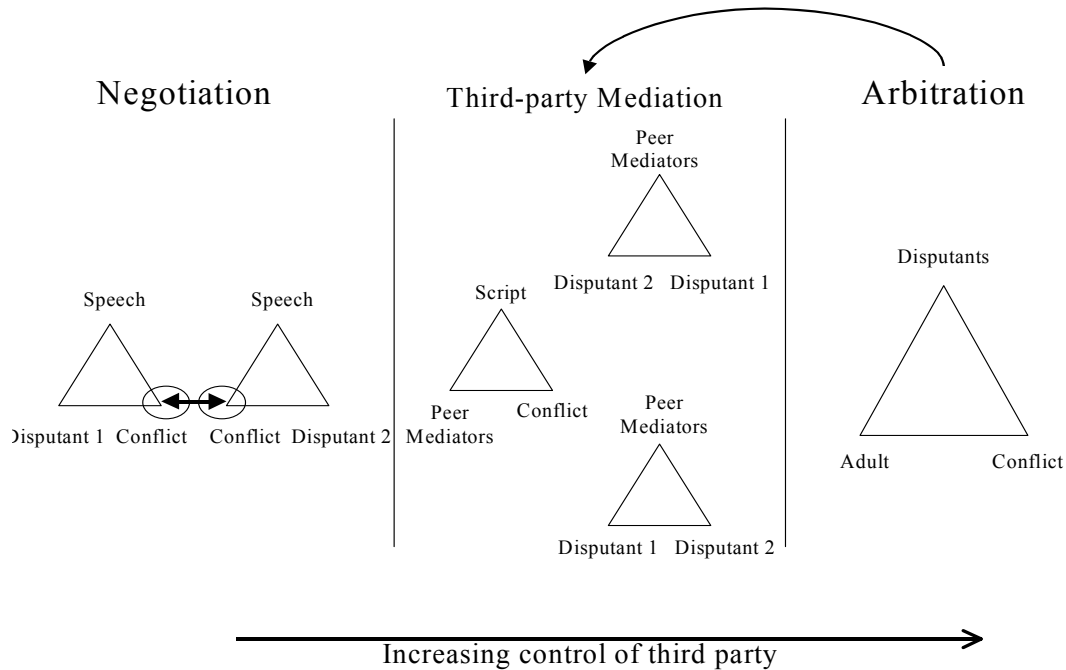 Negotiation
Third-party Mediation
Arbitration
Speech
Speech
Disputant 1
Conflict
Conflict
Disputant 2
Peer
Mediators
Disputant 2
Disputant 1
Script
Peer
Mediators
Conflict
Peer
Mediators
Disputant 1
Disputant 2
Disputants
Adult
Conflict
Increasing control of third party